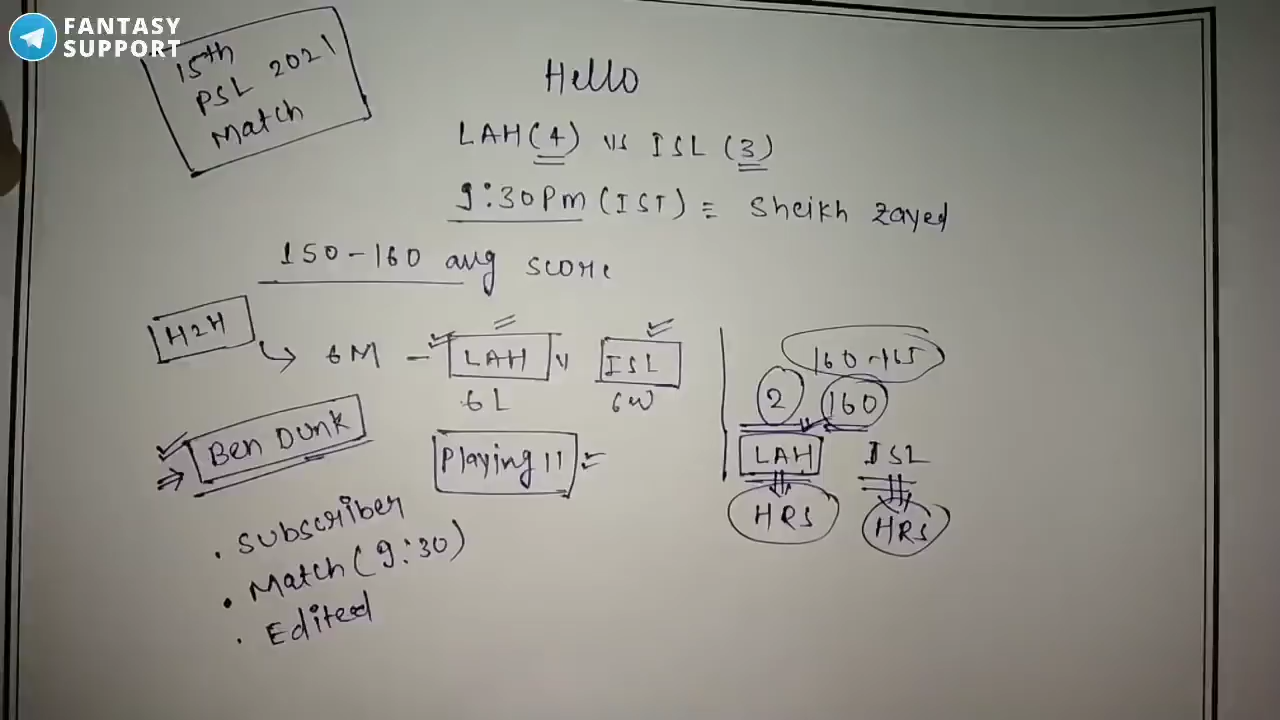 FANTASY
SUPPORT
15th
PSL 2021
Match
Hello
LAH(4) vs ISL (3)
9:30Pm (IST) = Sheikh Zayed
150-160 avg score
H2H
6M - LAH v ISL
6L 6W
Ben Dunk
Playing 11
160
2 160
LAH ISL
HRS HRS
. Subscriber
. Match (9:30)
. Edited